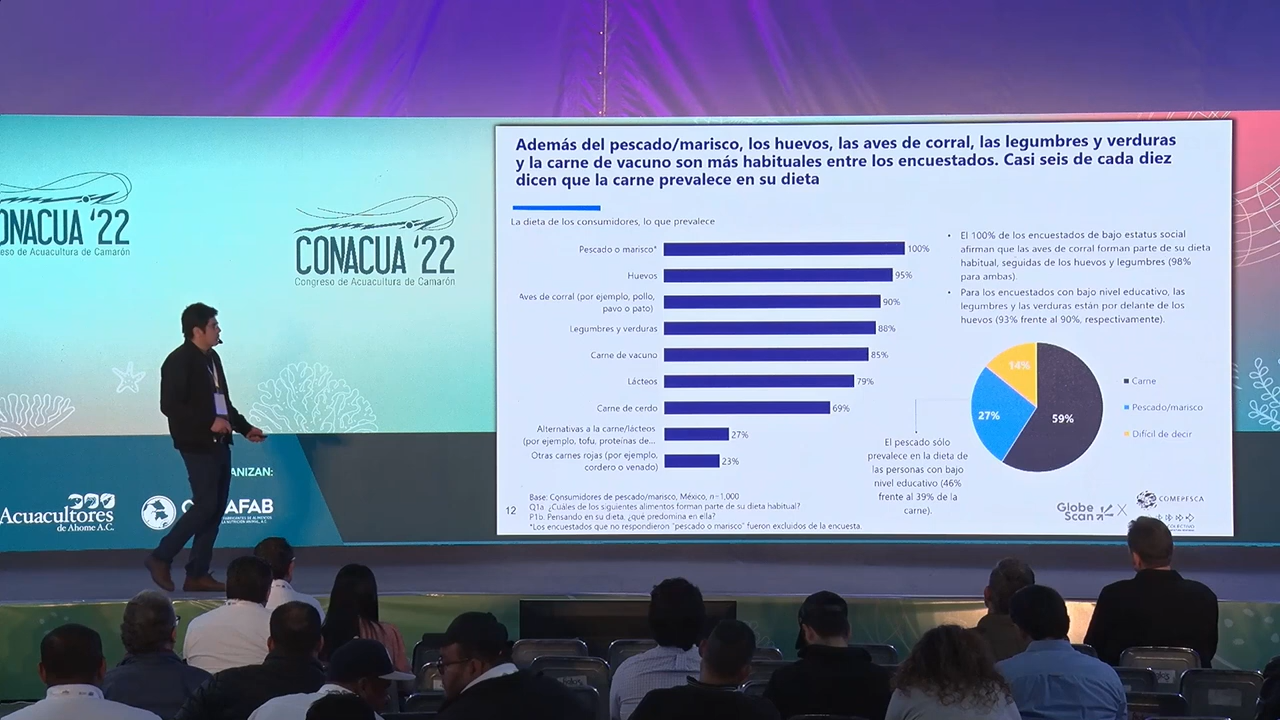 Además del pescado/marisco, los huevos, las aves de corral, las legumbres y verduras
y la carne de vacuno son más habituales entre los encuestados. Casi seis de cada diez
dicen que la carne prevalece en su dieta
La dieta de los consumidores, lo que prevalece
Pescado o marisco* 100%
Huevos 95%
Aves de corral (por ejemplo, pollo,
pavo o pato) 90%
Legumbres y verduras 88%
Carne de vacuno 85%
Lácteos 79%
Carne de cerdo 69%
Alternativas a la carne/lácteos
(por ejemplo, tofu, proteínas de... 27%
Otras carnes rojas (por ejemplo,
cordero o venado) 23%
• El 100% de los encuestados de bajo estatus social
afirman que las aves de corral forman parte de su dieta
habitual, seguidas de los huevos y legumbres (98%
para ambas).
• Para los encuestados con bajo nivel educativo, las
legumbres y las verduras están por delante de los
huevos (93% frente al 90%, respectivamente).
14%
27%
59%
Carne
Pescado/marisco
Difícil de decir
El pescado sólo
prevalece en la dieta de
las personas con bajo
nivel educativo (46%
frente al 39% de la
carne).
Base: Consumidores de pescado/marisco, México, n=1,000
Q1a: ¿Cuáles de los siguientes alimentos forman parte de su dieta habitual?
P1b. Pensando en su dieta, ¿qué predomina en ella?
*Los encuestados que no respondieron "pescado o marisco" fueron excluidos de la encuesta.
12
Globe
Scan
X
COMEPESCA
ONACUA '22
eso de Acuacultura de Camarón
CONACUA '22
Congreso de Acuacultura de Camarón
ANIZAN:
Acuacultores
de Ahome A.C.
AFAB